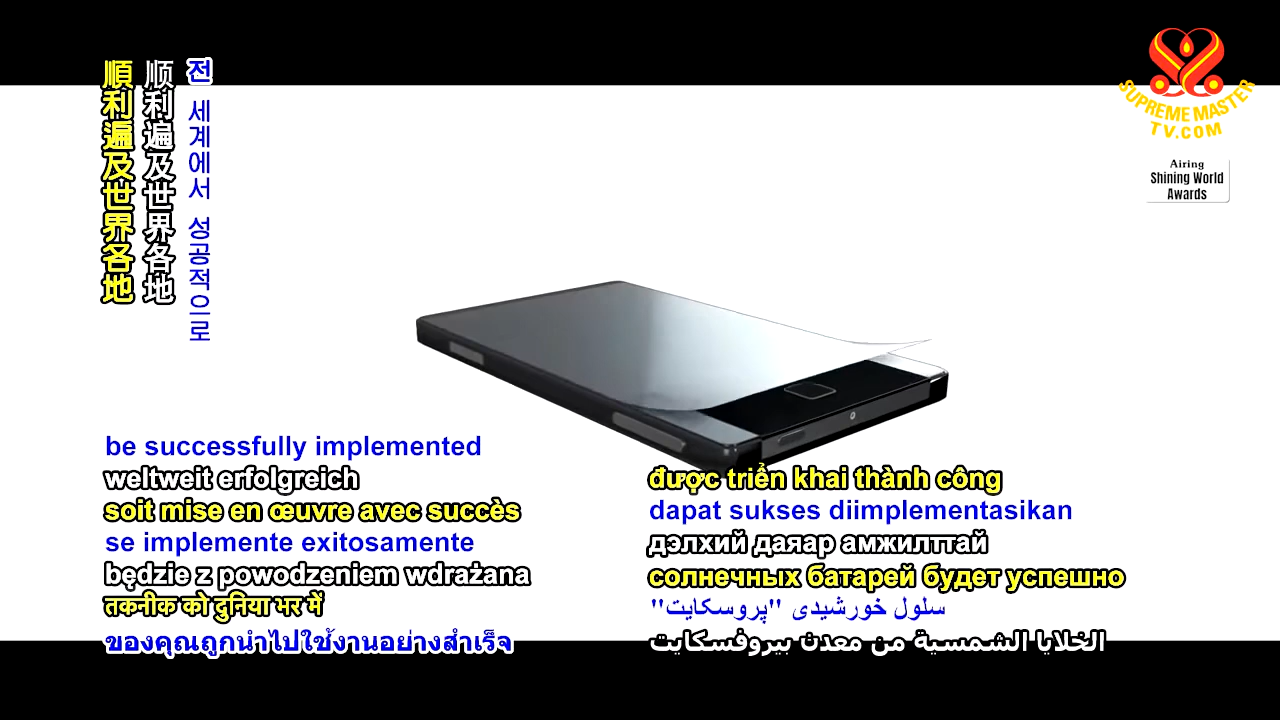 順利遍及世界各地
顺利遍及世界各地
전 세계에서 성공적으로
SUPREME MASTER
TV.COM
Airing
Shining World
Awards
be successfully implemented
weltweit erfolgreich
soit mise en œuvre avec succès
se implemente exitosamente
będzie z powodzeniem wdrażana
तकनीक को दुनिया भर में
ของคุณถูกนำไปใช้งานอย่างสำเร็จ
được triển khai thành công
dapat sukses diimplementasikan
дэлхий даяар амжилттай
солнечных батарей будет успешно
سلول خورشیدی "پروسکایت"
الخلايا الشمسية من معدن بيروفسكايت